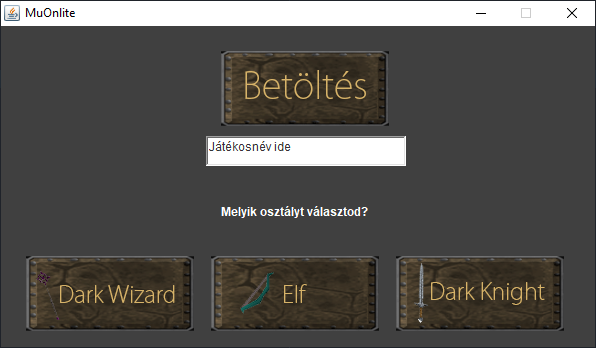 MuOnlite
Betöltés
Játékosnév ide
Melyik osztályt választod?
Dark Wizard
Elf
Dark Knight